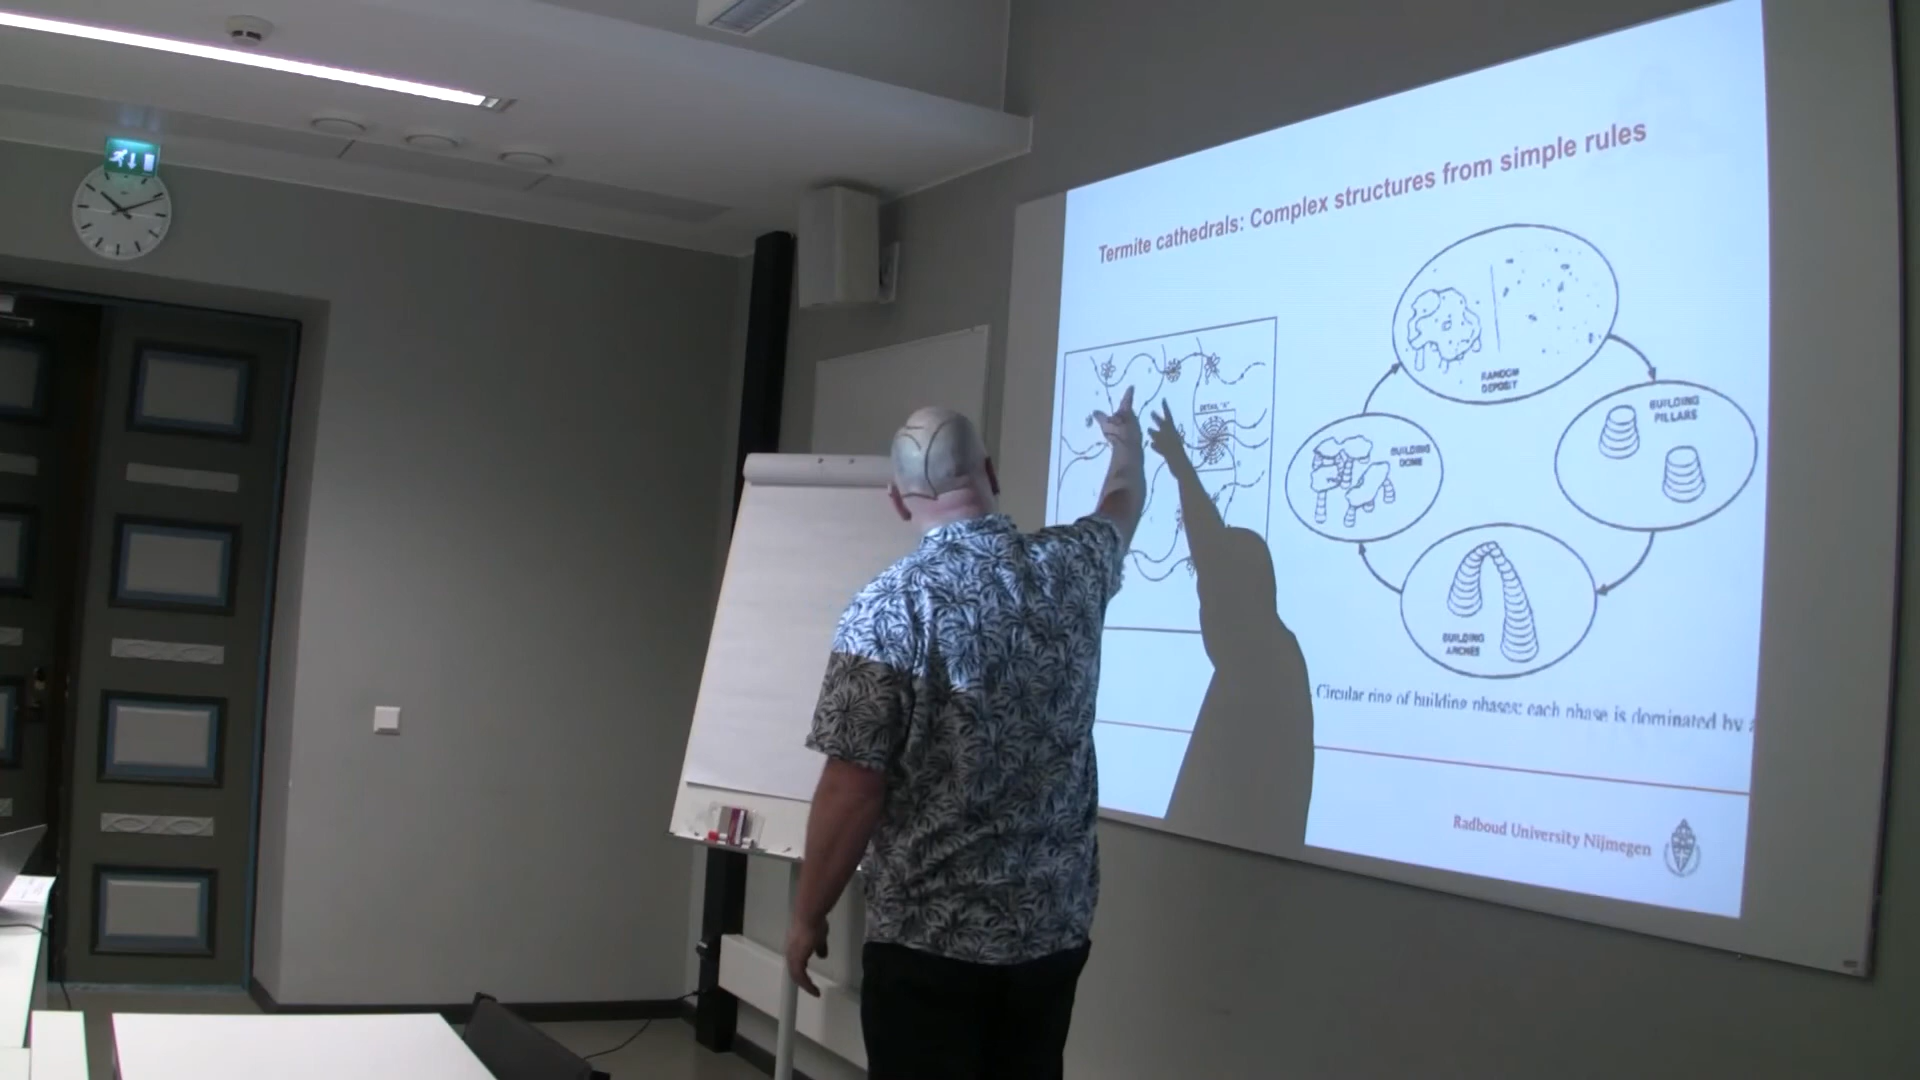 Termite cathedrals: Complex structures from simple rules
DETAIL "A"
RANDOM
DEPOSIT
BUILDING
PILLARS
BUILDING
DOME
BUILDING
ARCHES
Circular ring of building phases: each phase is dominated by a
Radboud University Nijmegen